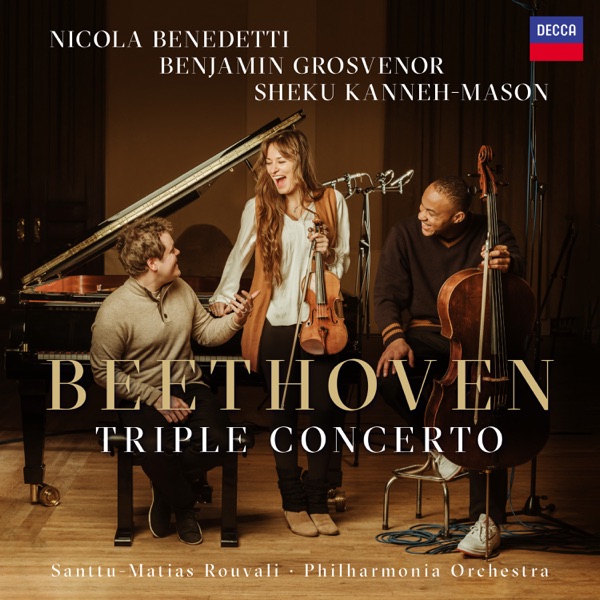 NICOLA BENEDETTI
DECCA
BENJAMIN GROSVENOR
SHEKU KANNEH-MASON
BEETHOVEN
TRIPLE CONCERTO
Santtu-Matias Rouvali · Philharmonia Orchestra